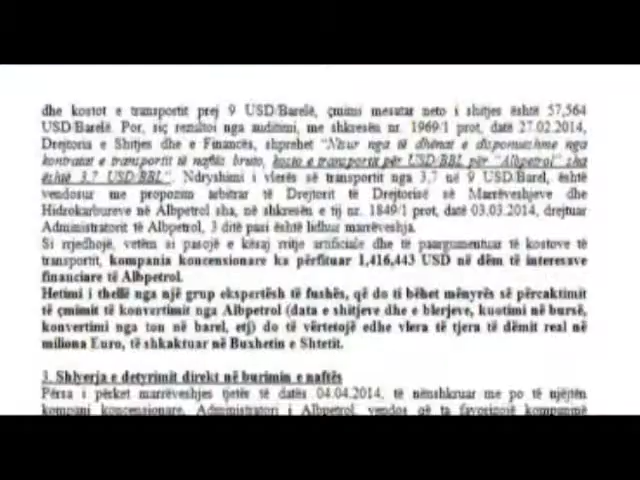 dhe kostot e transportit prej 9 USD/Barelë, çmimi mesatar neto i shitjes është 57,564
USD/Barelë. Por, siç rezultoi nga auditimi, me shkresën nr. 1969/1 prot, datë 27.02.2014,
Drejtoria e Shitjes dhe e Financës, shprehet "Nisur nga të dhënat e disponueshme nga
kontratat e transportit të naftës bruto, kosto e transportit për USD/BBL për "Albpetrol" sha
është 3.7 USD/BBL". Ndryshimi i vlerës së transportit nga 3,7 në 9 USD/Barel, është
vendosur me propozim arbitrar të Drejtorit të Drejtorisë së Marrëveshjeve dhe
Hidrokarbureve në Albpetrol sha, në shkresën e tij nr. 1849/1 prot, datë 03.03.2014, drejtuar
Administratorit të Albpetrol, 3 ditë pasi është lidhur marrëveshja.
Si rrjedhojë, vetëm si pasojë e kësaj rritje artificiale dhe të paargumentuar të kostove të
transportit, kompania koncensionare ka përfituar 1,416,443 USD në dëm të interesave
financiare të Albpetrol.
Hetimi i thellë nga një grup ekspertësh të fushës, që do ti bëhet mënyrës së përcaktimit
të çmimit të konvertimit nga Albpetrol (data e shitjeve dhe e blerjeve, kuotimi në bursë,
konvertimi nga ton në barel, etj) do të vërtetojë edhe vlera të tjera të dëmit real në
miliona Euro, të shkaktuar në Buxhetin e Shtetit.
3. Shlyerja e detyrimit direkt në burimin e naftës
Përsa i përket marrëveshjes tjetër të datës 04.04.2014, të nënshkruar me po të njëjtën
kompani koncensionare, Administratori i Albpetrol, vendos që ta favorizojë kompaninë